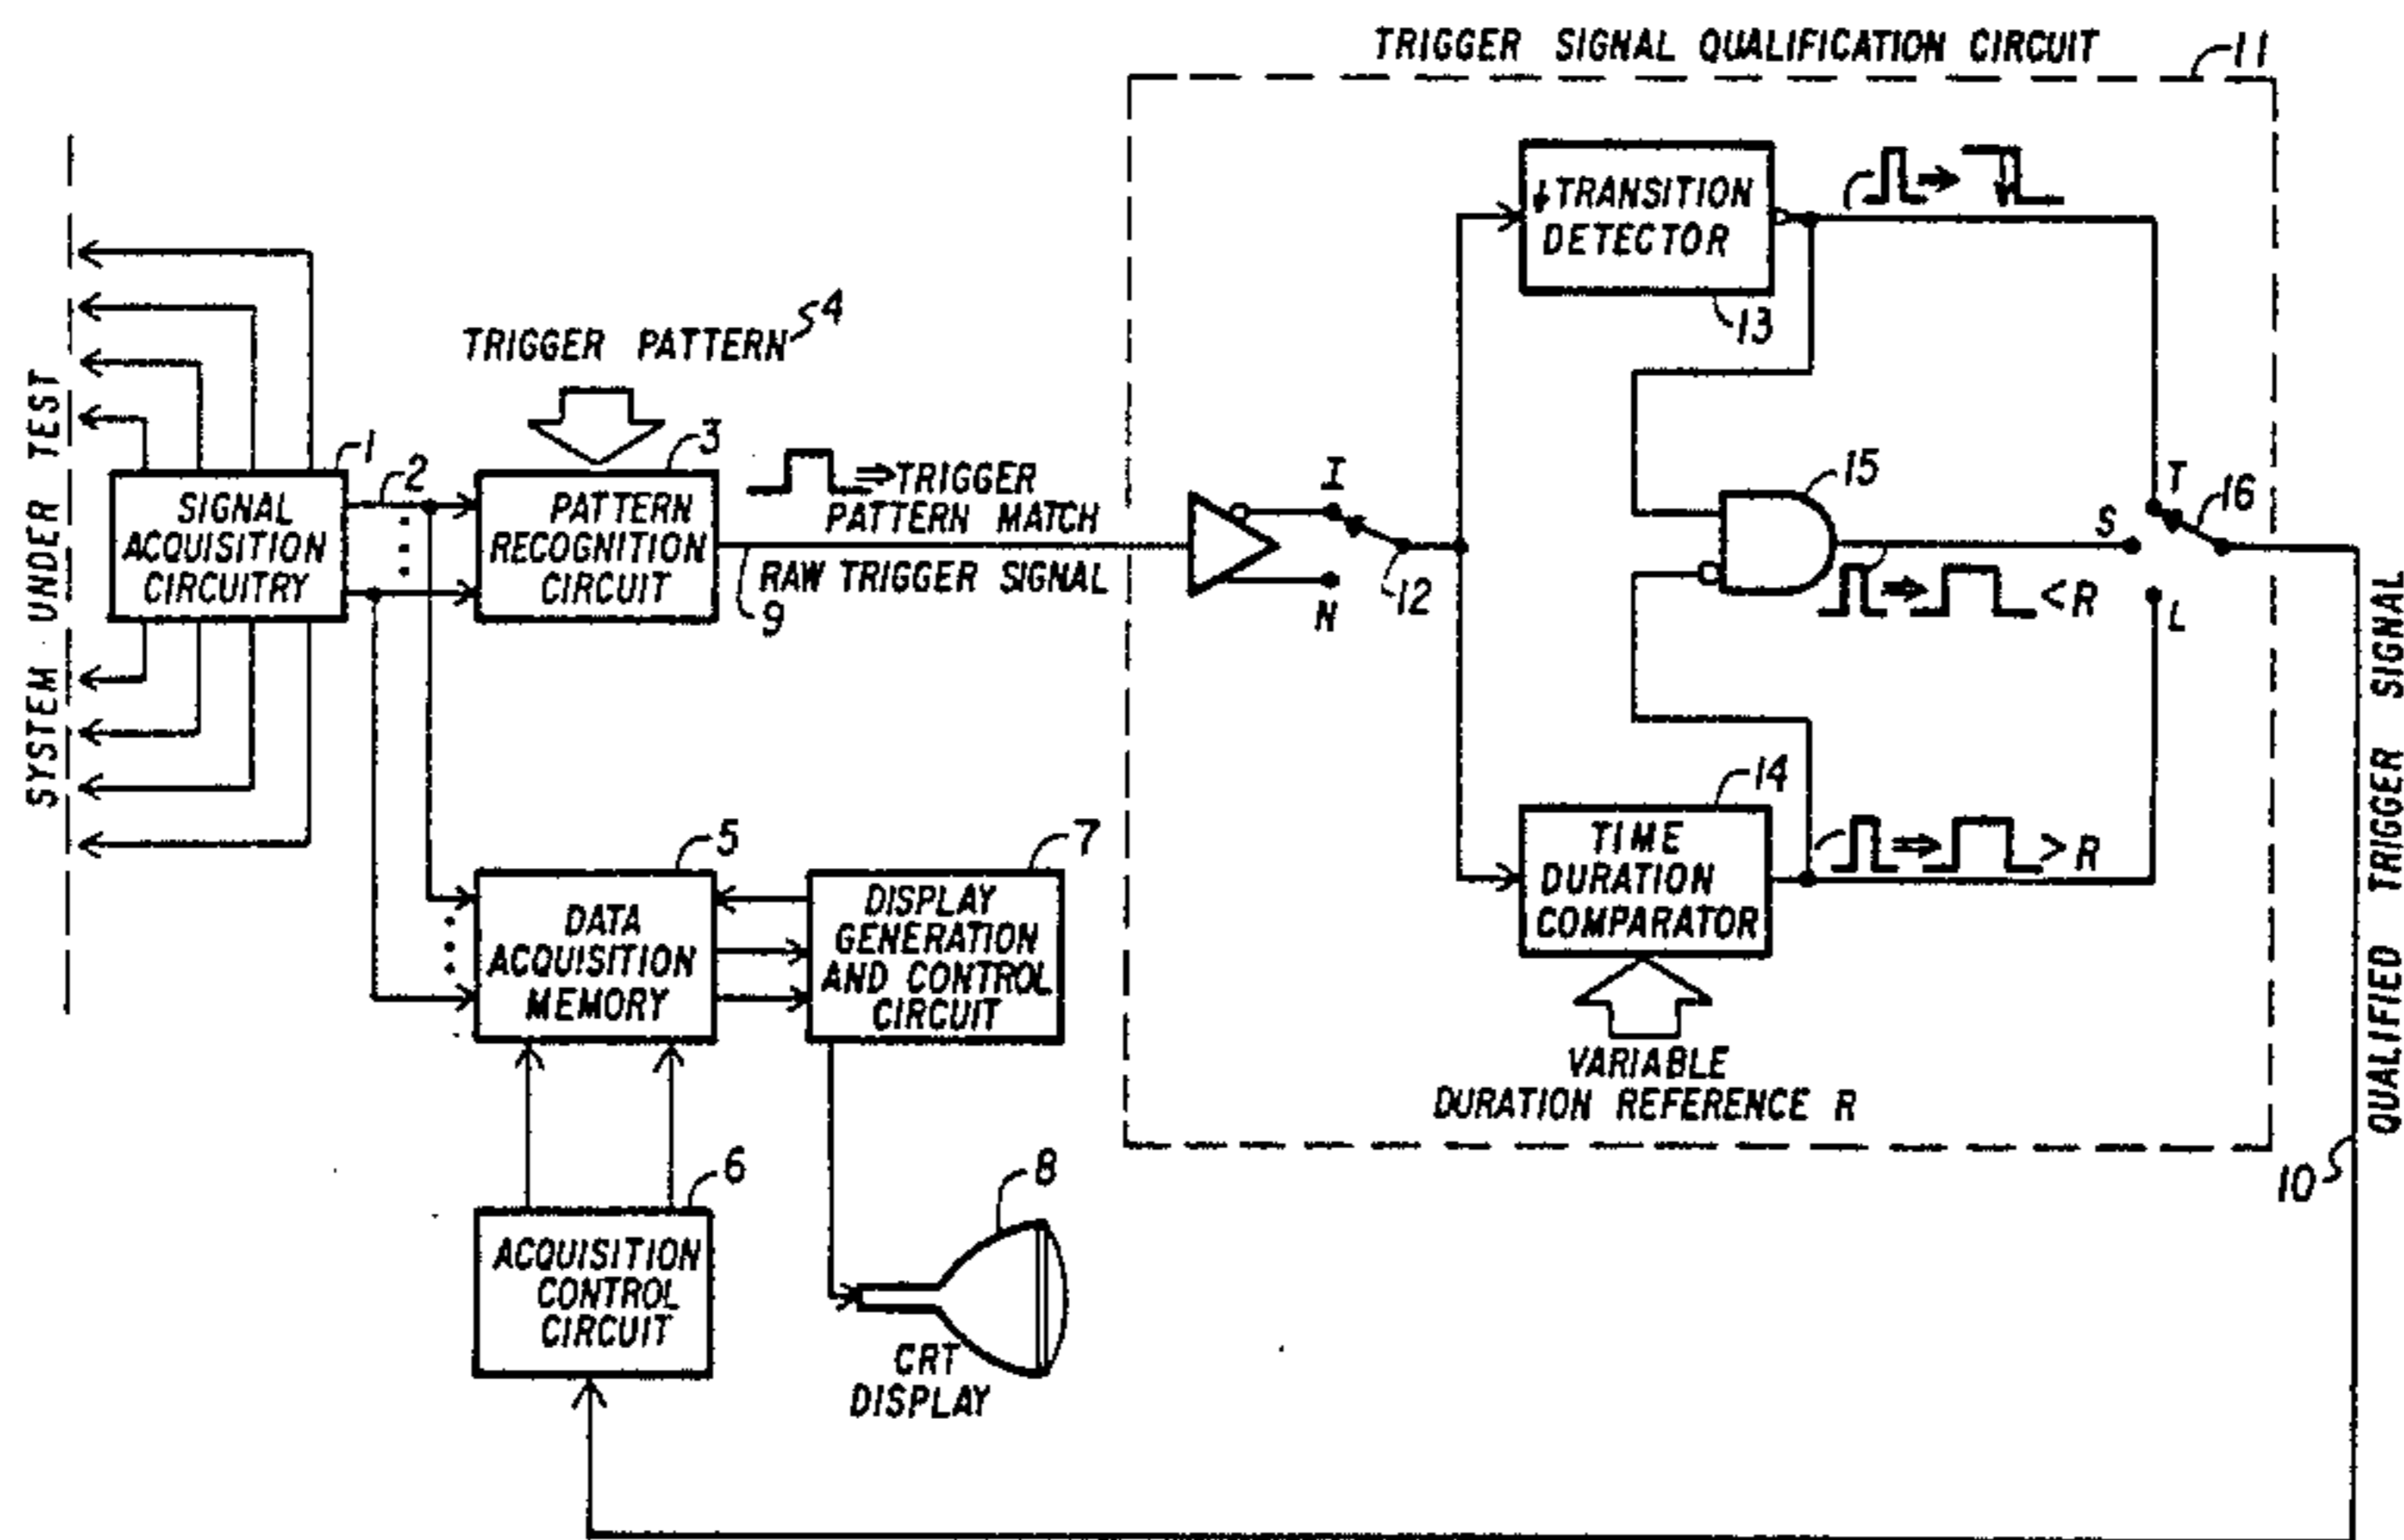 TRIGGER SIGNAL QUALIFICATION CIRCUIT
11
↓TRANSITION
DETECTOR
13
SYSTEM UNDER TEST
TRIGGER PATTERN
4
1
2
3
SIGNAL
ACQUISITION
CIRCUITRY
PATTERN
RECOGNITION
CIRCUIT
⇒TRIGGER
PATTERN MATCH
RAW TRIGGER SIGNAL
9
I
N
12
15
S
T
16
L
< R
14
TIME
DURATION
COMPARATOR
> R
VARIABLE
DURATION REFERENCE R
QUALIFIED TRIGGER SIGNAL
10
5
DATA
ACQUISITION
MEMORY
7
DISPLAY
GENERATION
AND CONTROL
CIRCUIT
6
ACQUISITION
CONTROL
CIRCUIT
8
CRT
DISPLAY